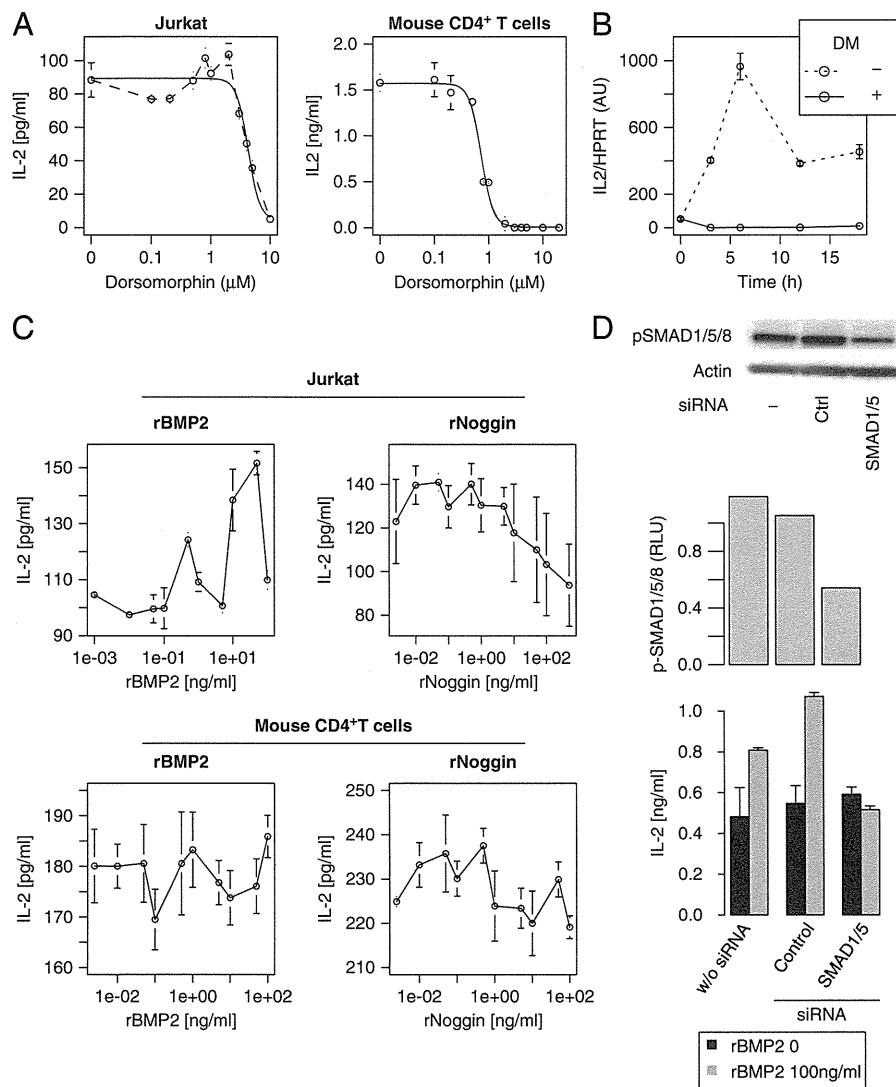 A
Jurkat
IL-2 [pg/ml]
100
80
60
40
20
0
0
0.1
1
10
Dorsomorphin (μM)
Mouse CD4+ T cells
IL2 [ng/ml]
2.0
1.5
1.0
0.5
0.0
0
0.1
1
10
Dorsomorphin (μM)
B
IL2/HPRT (AU)
1000
600
200
0
0
5
10
15
Time (h)
DM
−
+
C
Jurkat
rBMP2
IL-2 [pg/ml]
150
130
110
90
1e-03
1e-01
1e+01
rBMP2 [ng/ml]
rNoggin
IL-2 [pg/ml]
140
120
100
80
1e-02
1e+00
1e+02
rNoggin [ng/ml]
Mouse CD4+T cells
rBMP2
IL-2 [pg/ml]
190
180
170
160
1e-02
1e+00
1e+02
rBMP2 [ng/ml]
rNoggin
IL-2 [pg/ml]
250
240
230
220
210
1e-02
1e+00
1e+02
rNoggin [ng/ml]
D
pSMAD1/5/8
Actin
siRNA
−
Ctrl
SMAD1/5
p-SMAD1/5/8 (RLU)
0.8
0.4
0.0
IL-2 [ng/ml]
1.0
0.8
0.6
0.4
0.2
0.0
w/o siRNA
Control
SMAD1/5
siRNA
rBMP2 0
rBMP2 100ng/ml